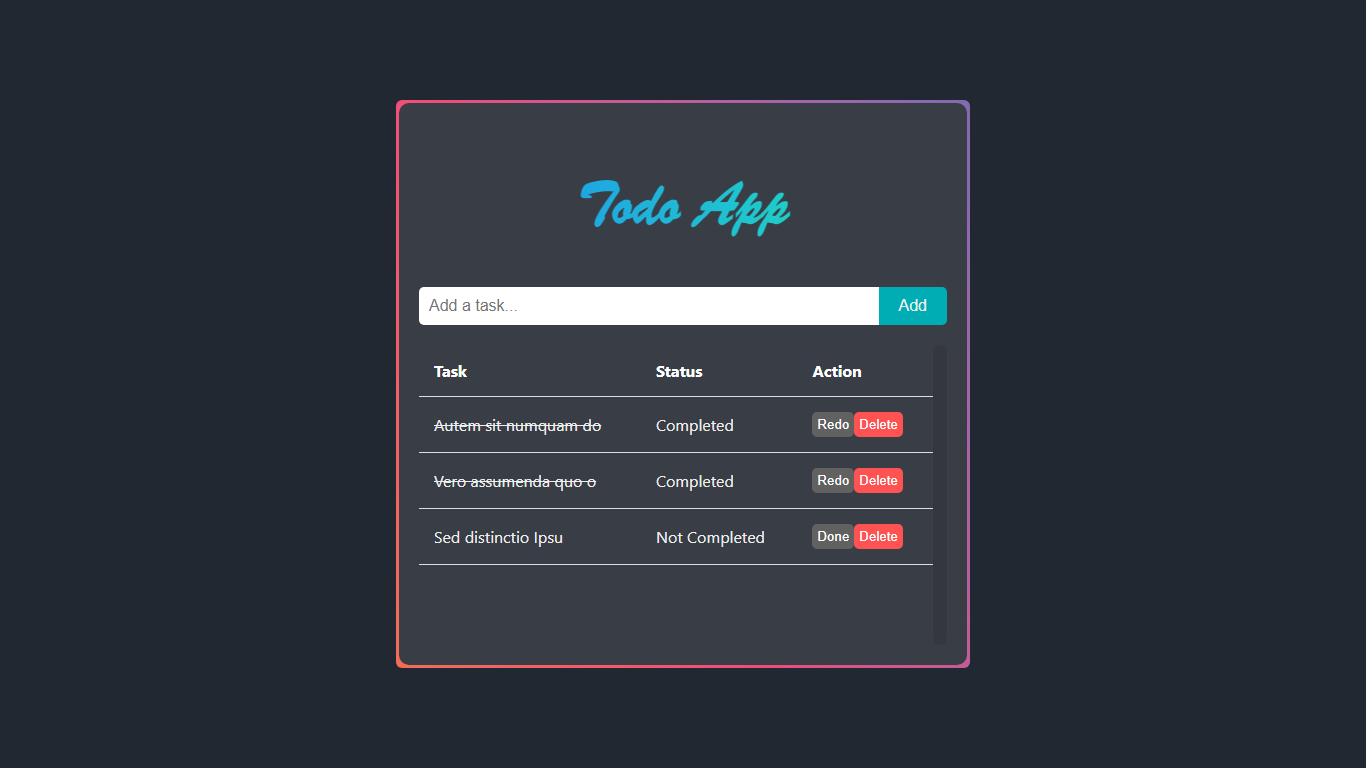 Todo App
Add a task... Add
Task Status Action
Autem sit numquam do Completed Redo Delete
Vero assumenda quo o Completed Redo Delete
Sed distinctio Ipsu Not Completed Done Delete